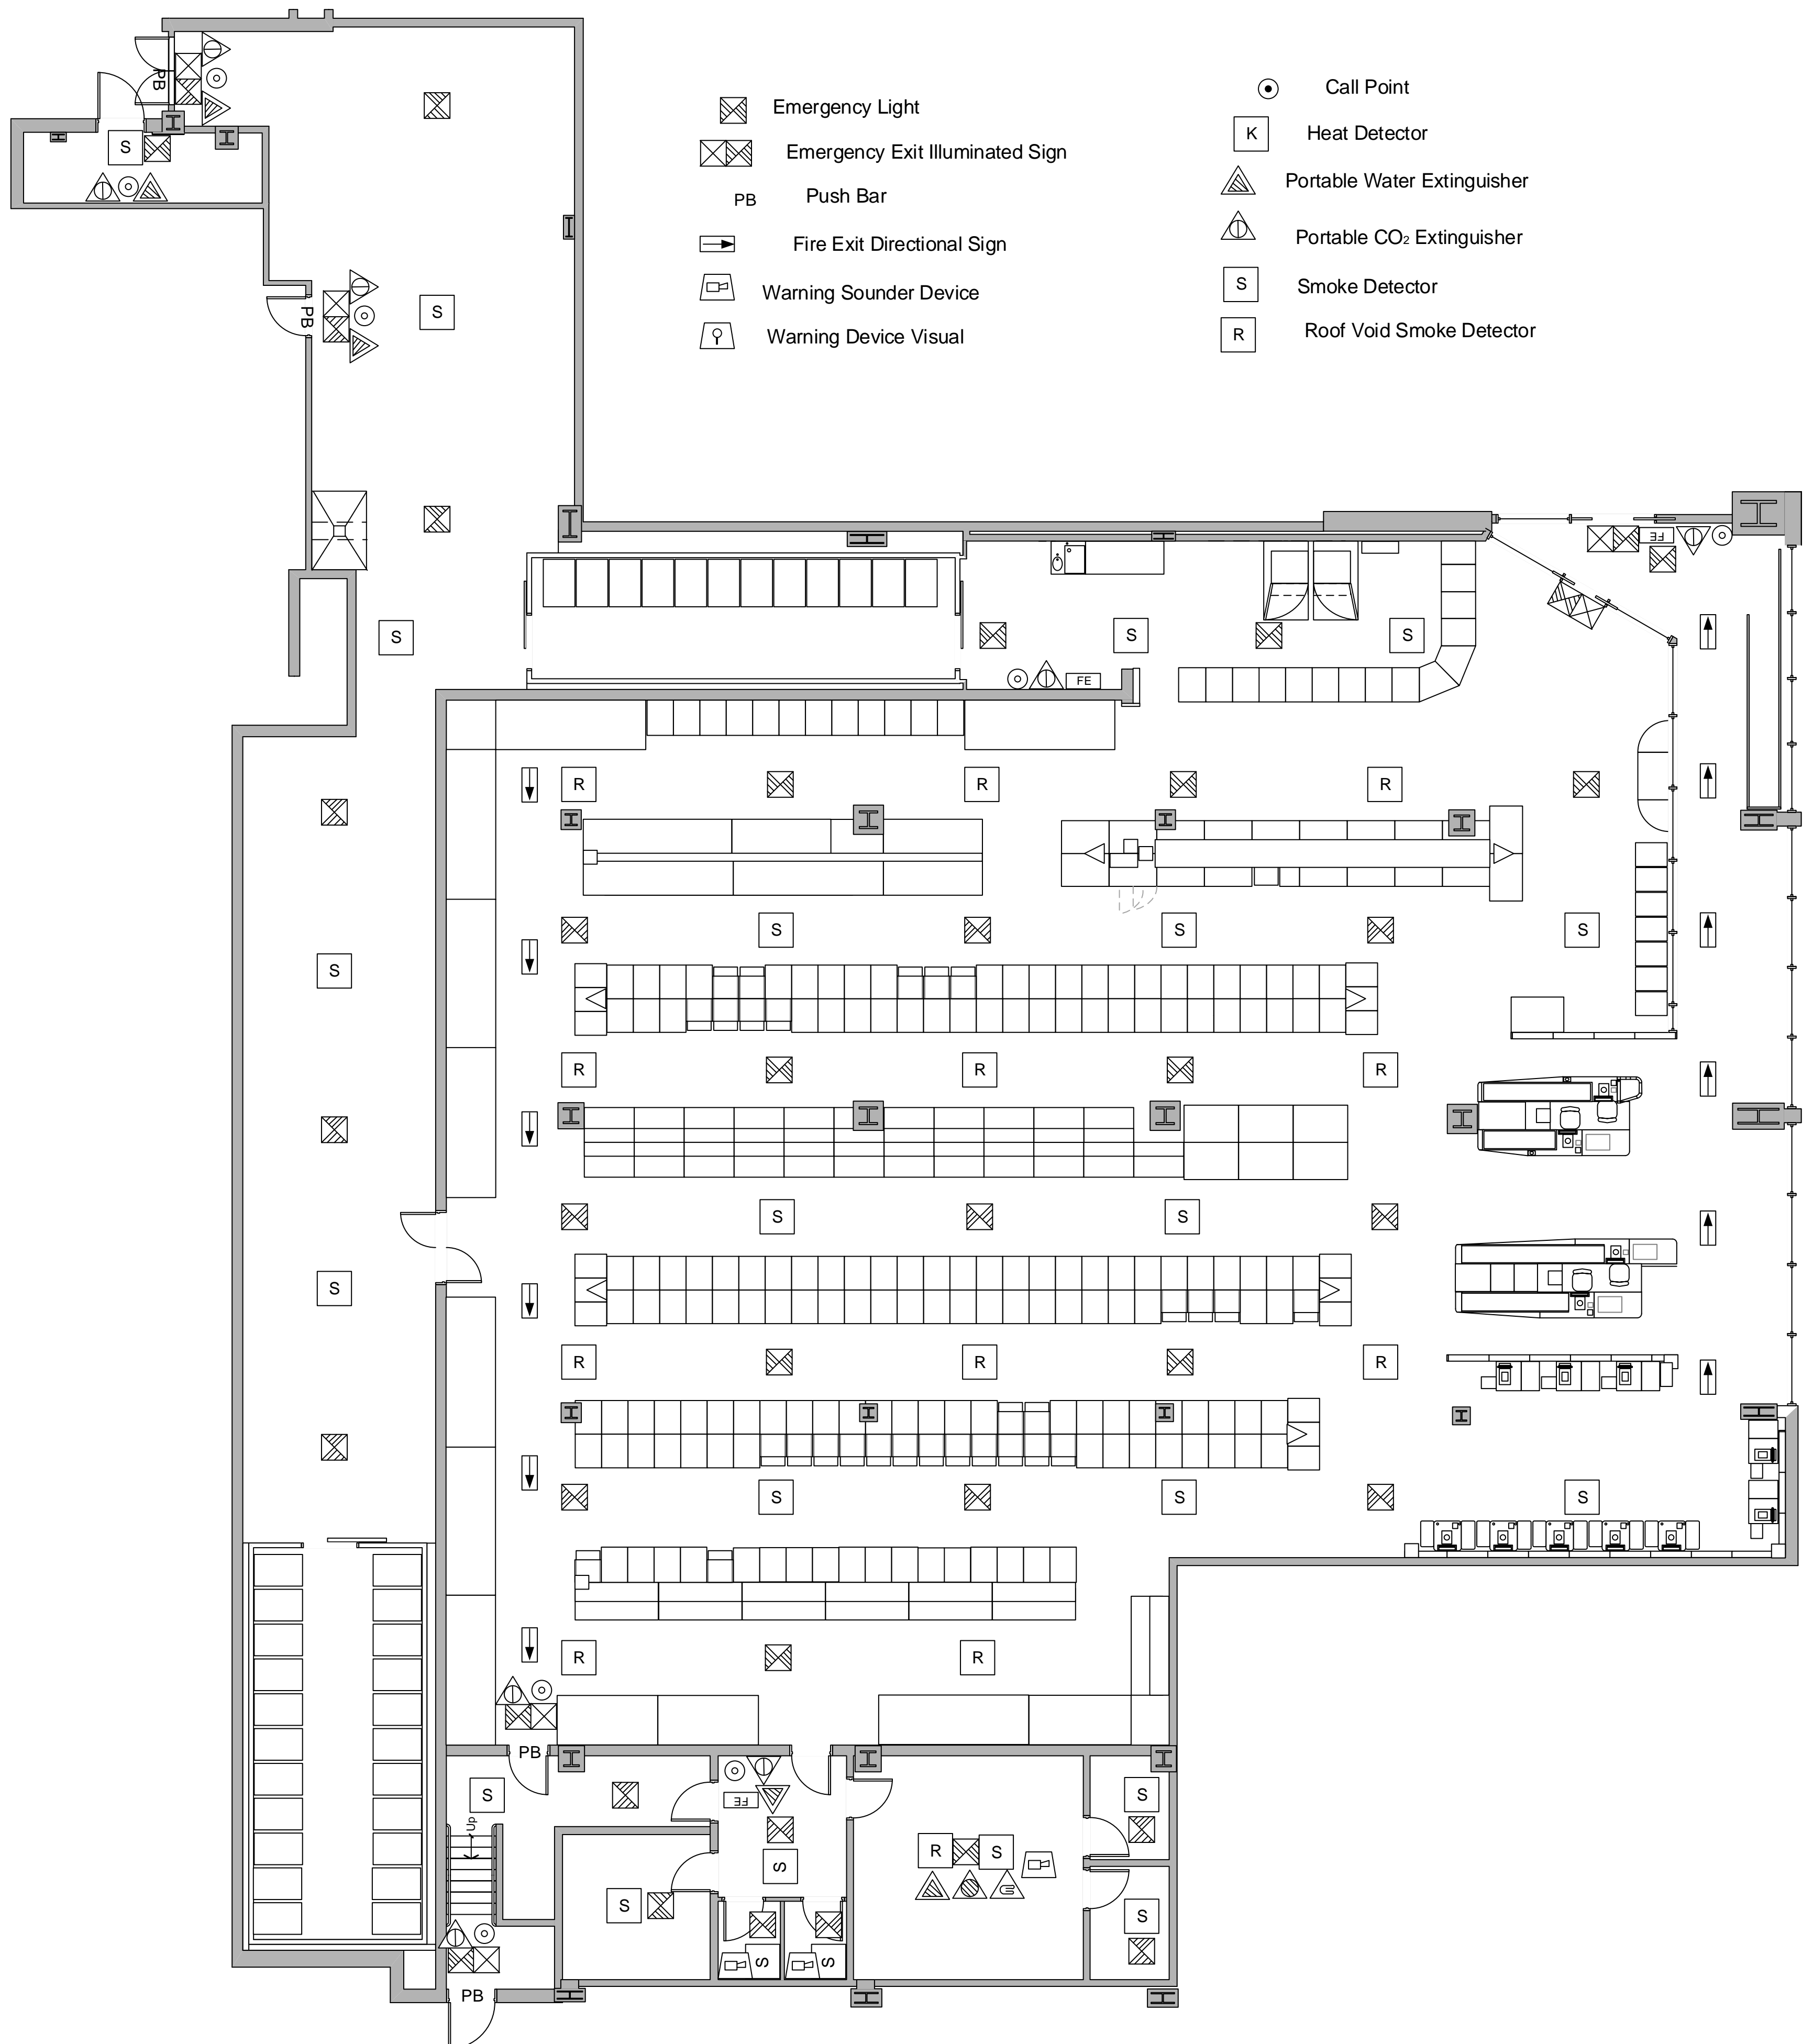 PB
Emergency Light
Emergency Exit Illuminated Sign
PB Push Bar
Fire Exit Directional Sign
Warning Sounder Device
Warning Device Visual
Call Point
K Heat Detector
Portable Water Extinguisher
Portable CO₂ Extinguisher
S Smoke Detector
R Roof Void Smoke Detector
S
PB
S
FE
S
S
S
FE
R
R
R
S
S
S
S
R
R
R
S
S
S
R
R
R
S
S
S
R
R
PB
S
S
FE
Up
R
S
S
S
S
S
S
PB